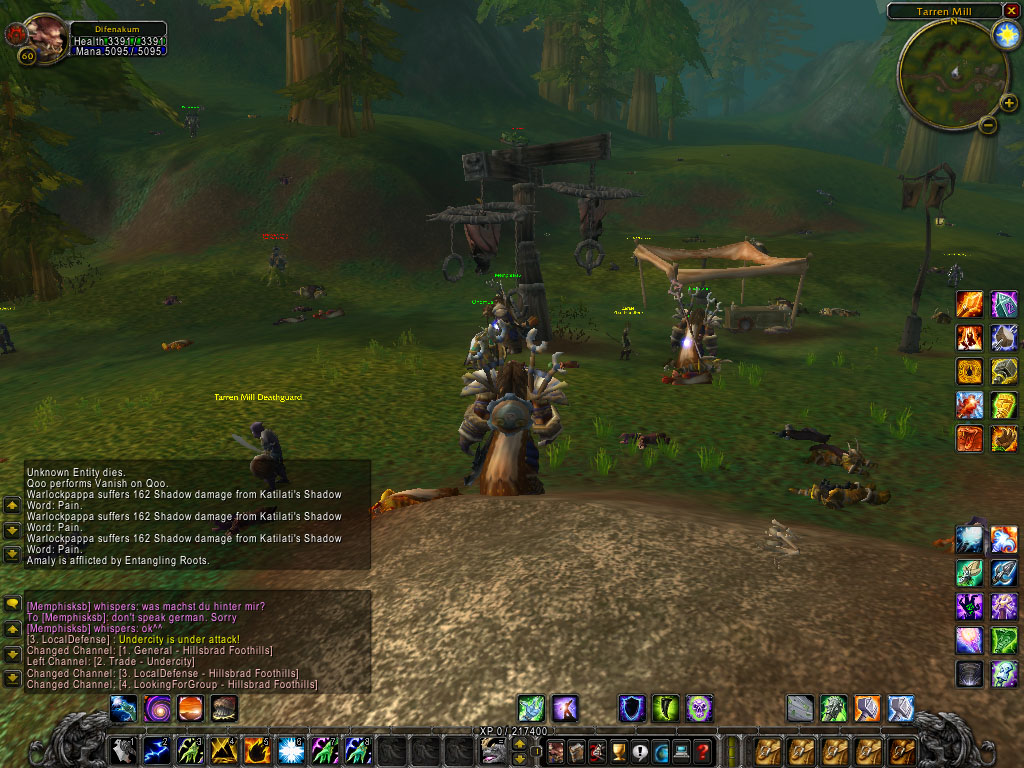 Difenakum
Health 3391 / 3391
Mana 5095 / 5095
60
Tarren Mill
N
Tarren Mill Deathguard
Unknown Entity dies.
Qoo performs Vanish on Qoo.
Warlockpappa suffers 162 Shadow damage from Katilati's Shadow
Word: Pain.
Warlockpappa suffers 162 Shadow damage from Katilati's Shadow
Word: Pain.
Warlockpappa suffers 162 Shadow damage from Katilati's Shadow
Word: Pain.
Amaly is afflicted by Entangling Roots.
[Memphisksb] whispers: was machst du hinter mir?
To [Memphisksb]: don't speak german. Sorry
[Memphisksb] whispers: ok^^
[3. LocalDefense] : Undercity is under attack!
Changed Channel: [1. General - Hillsbrad Foothills]
Left Channel: [2. Trade - Undercity]
Changed Channel: [3. LocalDefense - Hillsbrad Foothills]
Changed Channel: [4. LookingForGroup - Hillsbrad Foothills]
XP 0 / 217400